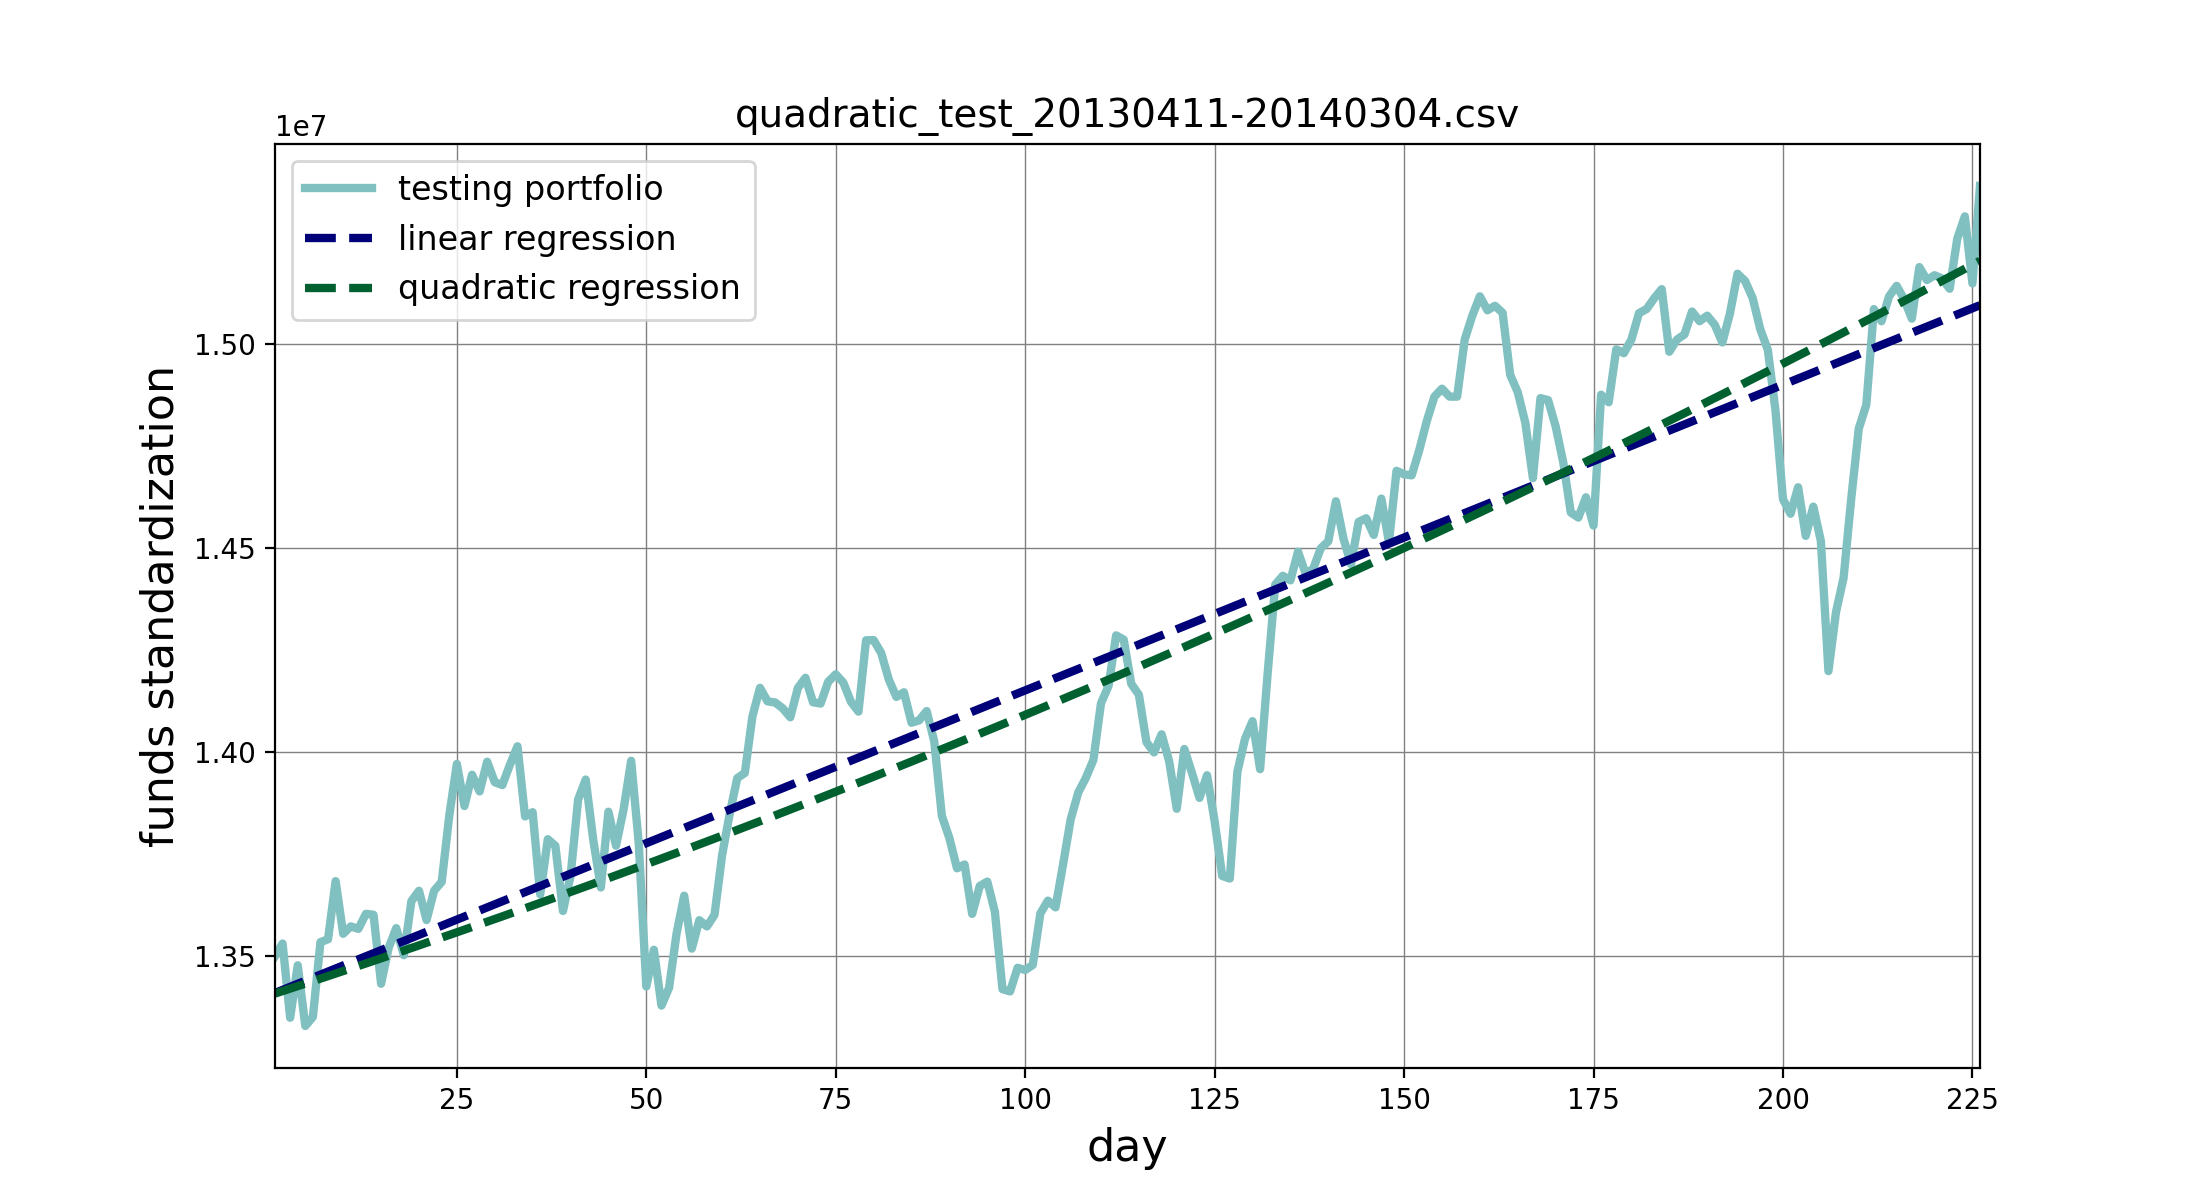 quadratic_test_20130411-20140304.csv
1e7
testing portfolio
linear regression
quadratic regression
1.50
1.45
1.40
1.35
funds standardization
25 50 75 100 125 150 175 200 225
day